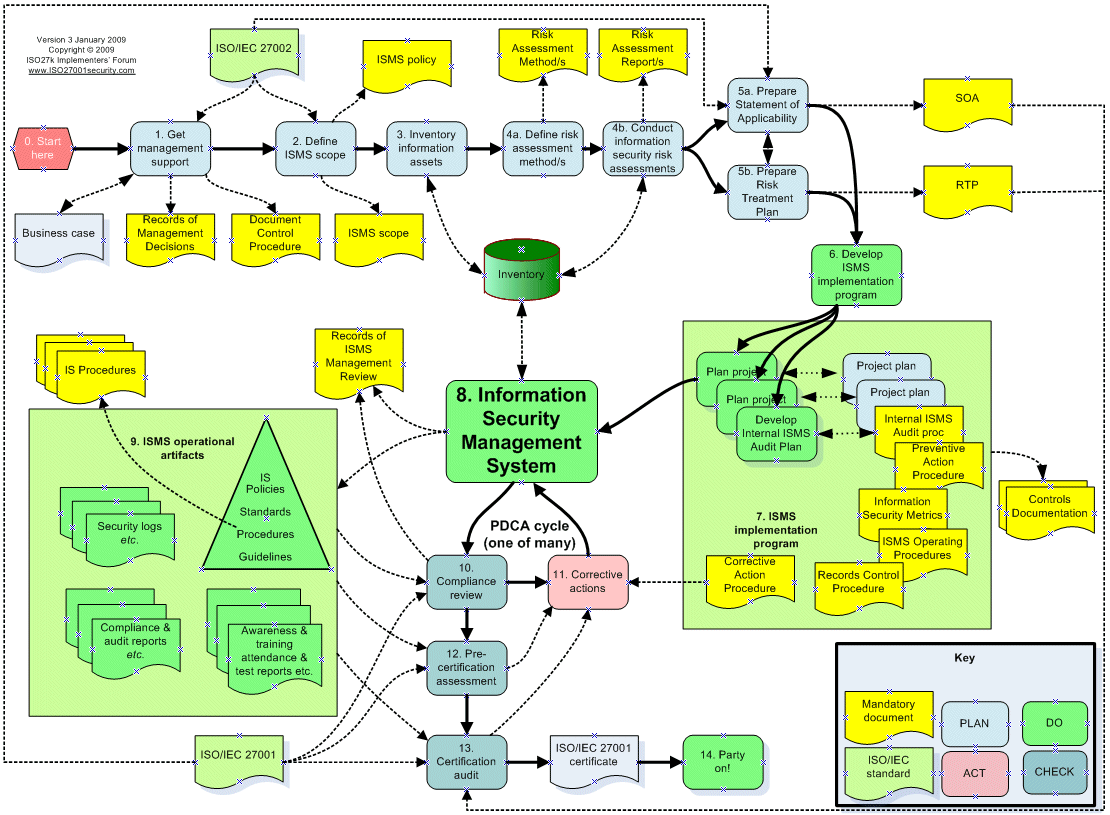 Version 3 January 2009
Copyright © 2009
ISO27k Implementers' Forum
www.ISO27001security.com
ISO/IEC 27002
ISMS policy
Risk
Assessment
Method/s
Risk
Assessment
Report/s
5a. Prepare
Statement of
Applicability
SOA
0. Start
here
1. Get
management
support
2. Define
ISMS scope
3. Inventory
information
assets
4a. Define risk
assessment
method/s
4b. Conduct
information
security risk
assessments
5b. Prepare
Risk
Treatment
Plan
RTP
Business case
Records of
Management
Decisions
Document
Control
Procedure
ISMS scope
Inventory
6. Develop
ISMS
implementation
program
IS Procedures
Records of
ISMS
Management
Review
8. Information
Security
Management
System
Plan project
Plan project
Develop
Internal ISMS
Audit Plan
Project plan
Project plan
Internal ISMS
Audit proc
Preventive
Action
Procedure
Information
Security Metrics
ISMS Operating
Procedures
Records Control
Procedure
Corrective
Action
Procedure
7. ISMS
implementation
program
Controls
Documentation
9. ISMS operational
artifacts
IS
Policies
Standards
Procedures
Guidelines
Security logs
etc.
Compliance &
audit reports
etc.
Awareness &
training
attendance &
test reports etc.
PDCA cycle
(one of many)
10.
Compliance
review
11. Corrective
actions
12. Pre-
certification
assessment
ISO/IEC 27001
13.
Certification
audit
ISO/IEC 27001
certificate
14. Party
on!
Key
Mandatory
document
PLAN
DO
ISO/IEC
standard
ACT
CHECK